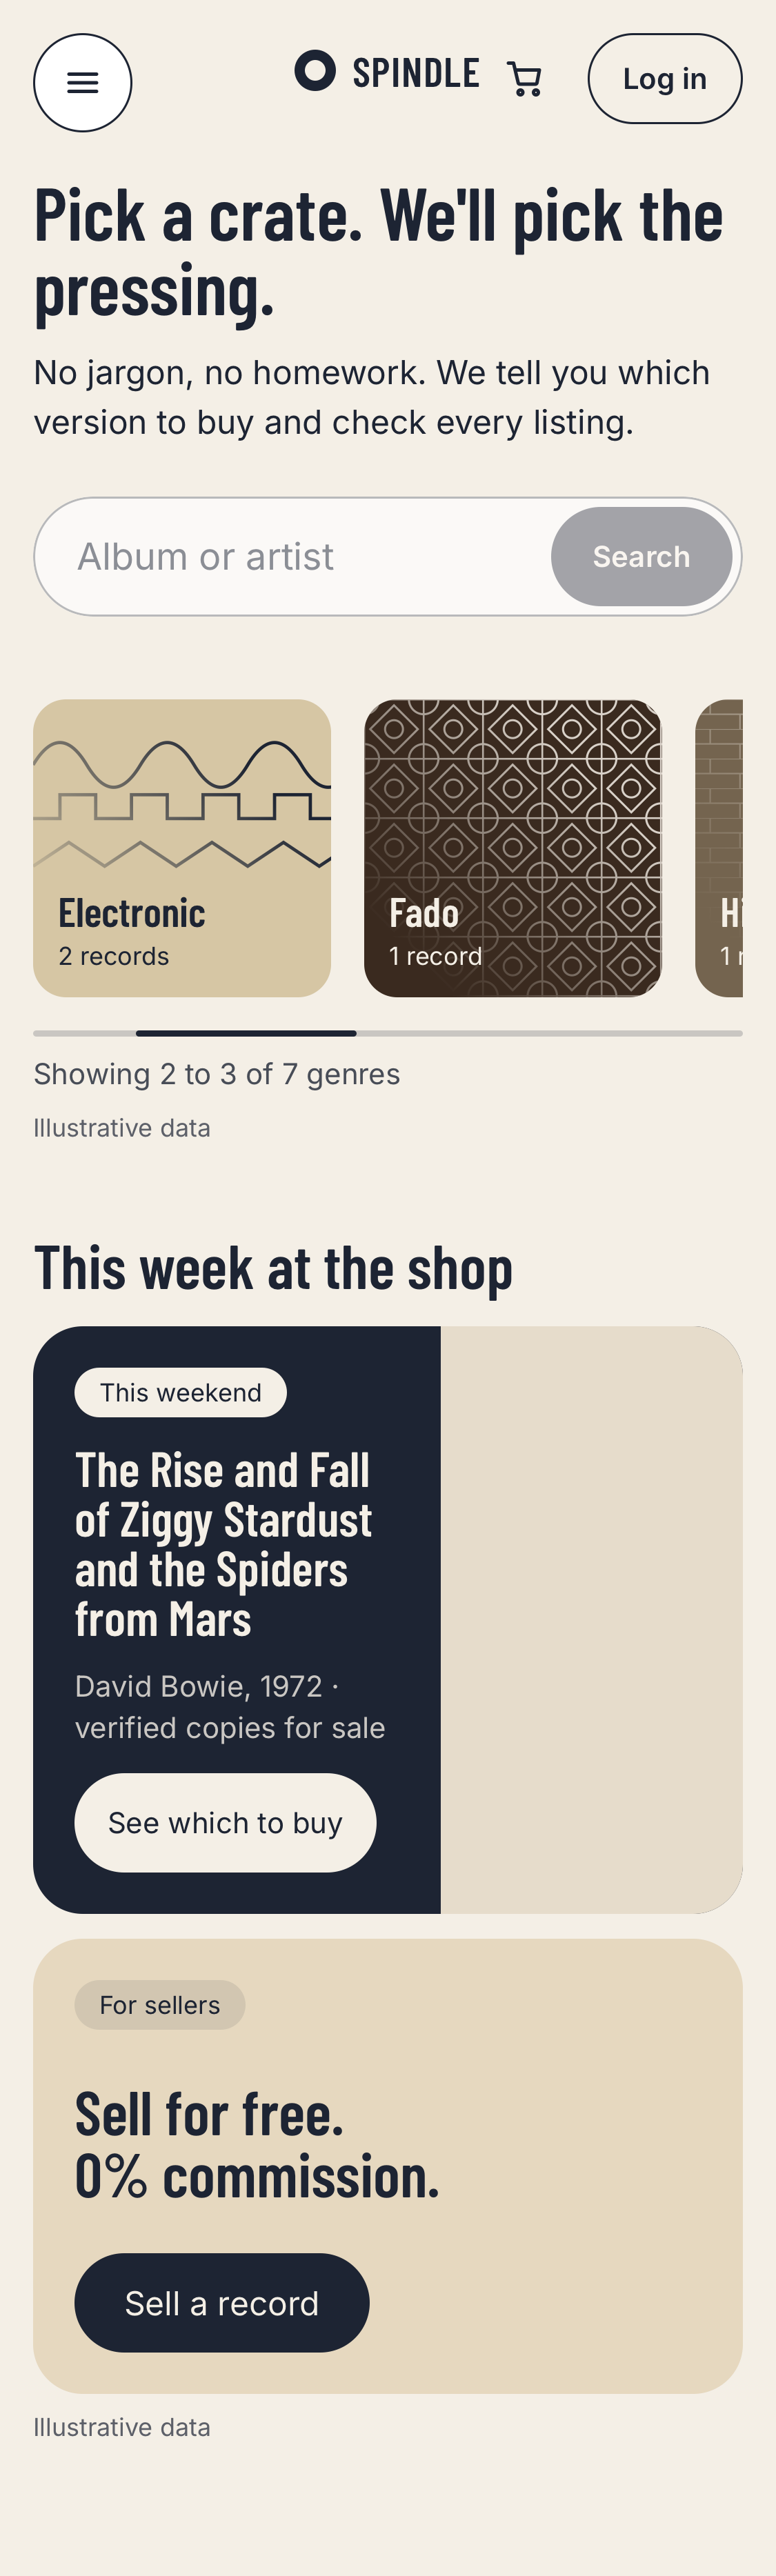 SPINDLE
Log in
Pick a crate. We'll pick the
pressing.
No jargon, no homework. We tell you which
version to buy and check every listing.
Album or artist
Search
Electronic
2 records
Fado
1 record
Hi
1 r
Showing 2 to 3 of 7 genres
Illustrative data
This week at the shop
This weekend
The Rise and Fall
of Ziggy Stardust
and the Spiders
from Mars
David Bowie, 1972 ·
verified copies for sale
See which to buy
For sellers
Sell for free.
0% commission.
Sell a record
Illustrative data